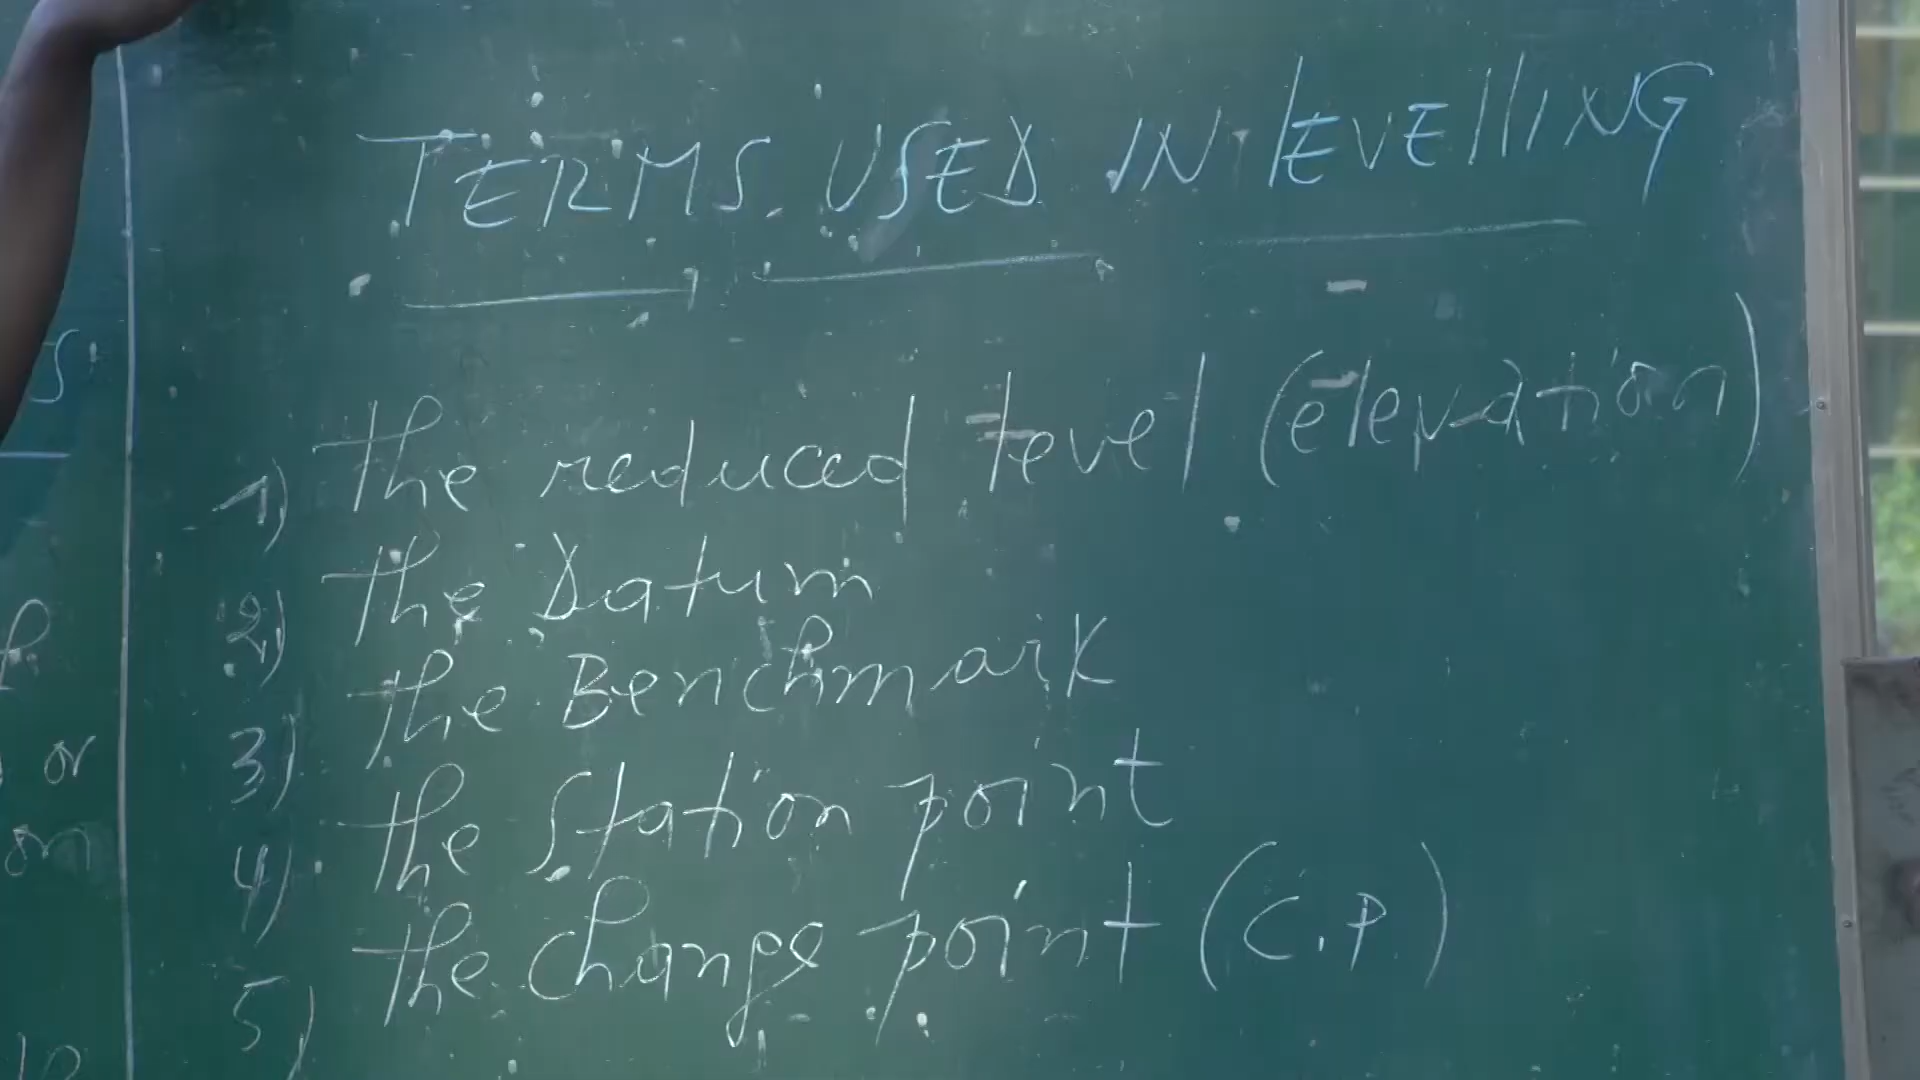 TERMS USED IN LEVELLING
1) the reduced level (elevation)
2) the Datum
3) the Benchmark
4) the station point
5) the change point (C.P)
or